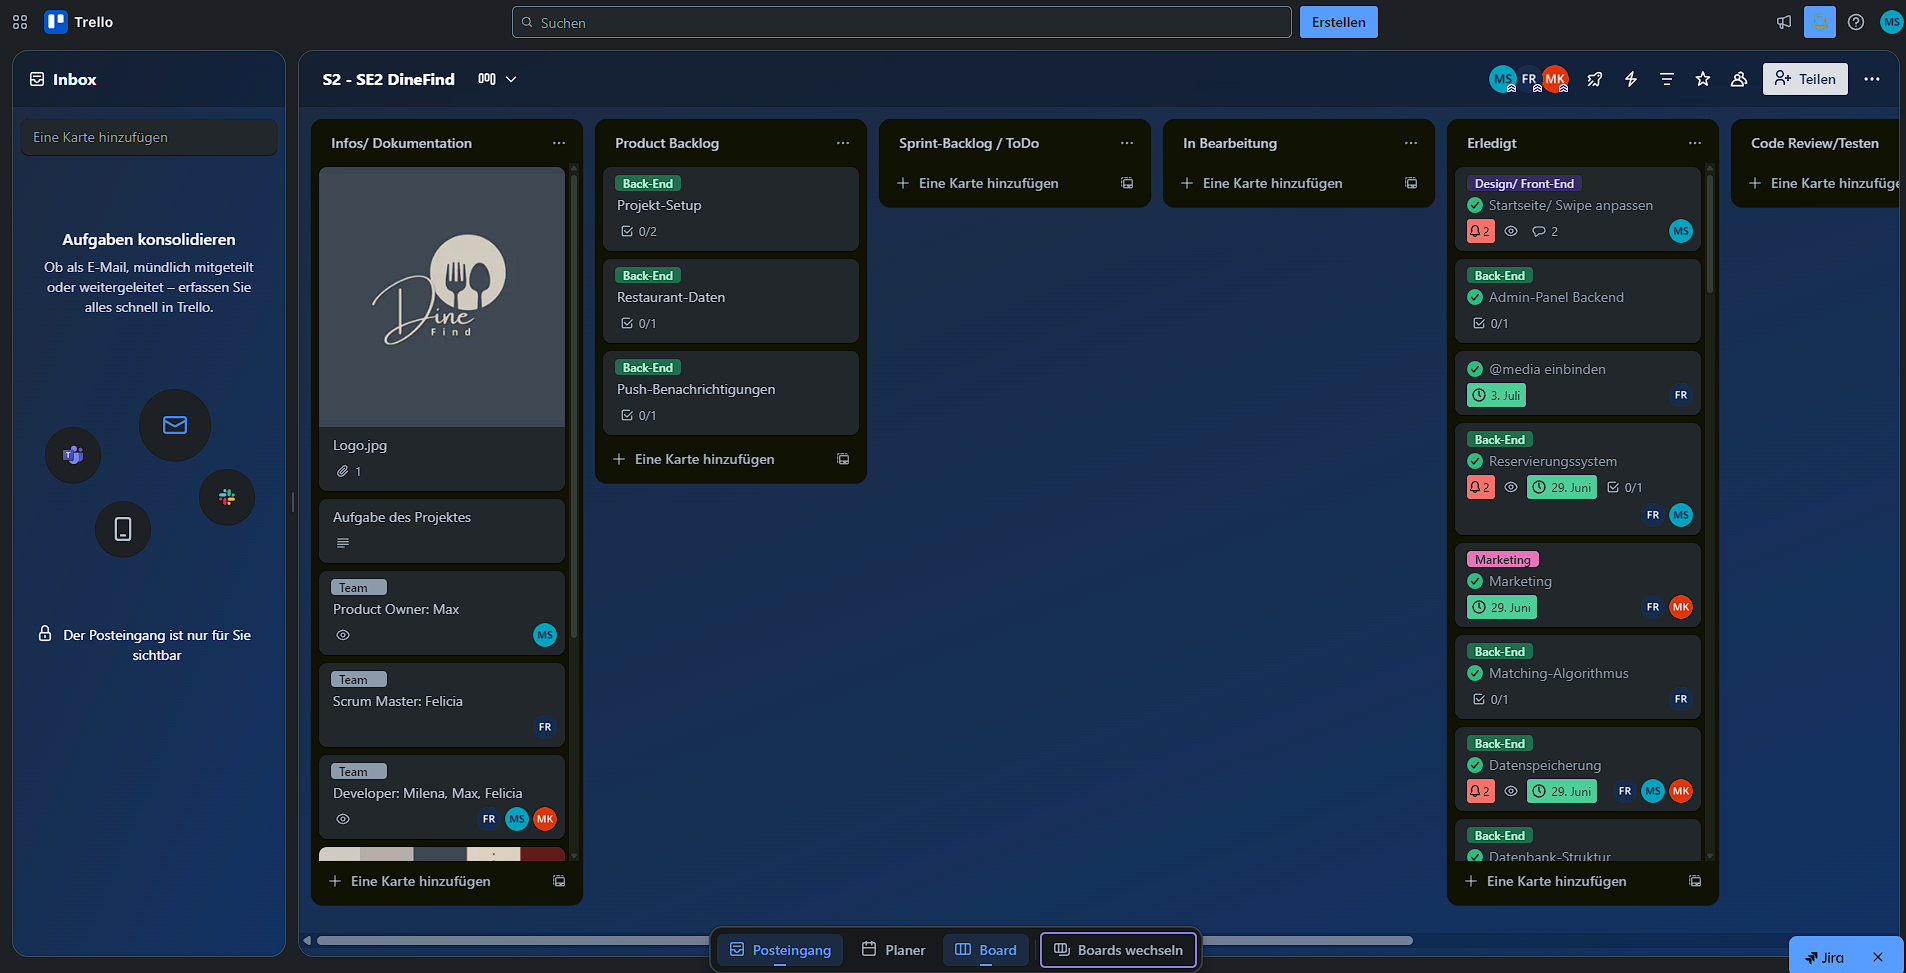 Trello
Suchen
Erstellen
MS
Inbox
Eine Karte hinzufügen
Aufgaben konsolidieren
Ob als E-Mail, mündlich mitgeteilt
oder weitergeleitet – erfassen Sie
alles schnell in Trello.
Der Posteingang ist nur für Sie
sichtbar
S2 - SE2 DineFind
MS FR MK
Teilen
Infos/ Dokumentation
Dine
Find
Logo.jpg
1
Aufgabe des Projektes
Team
Product Owner: Max
MS
Team
Scrum Master: Felicia
FR
Team
Developer: Milena, Max, Felicia
FR MS MK
Eine Karte hinzufügen
Product Backlog
Back-End
Projekt-Setup
0/2
Back-End
Restaurant-Daten
0/1
Back-End
Push-Benachrichtigungen
0/1
Eine Karte hinzufügen
Sprint-Backlog / ToDo
Eine Karte hinzufügen
In Bearbeitung
Eine Karte hinzufügen
Erledigt
Design/ Front-End
Startseite/ Swipe anpassen
2 2 MS
Back-End
Admin-Panel Backend
0/1
@media einbinden
3. Juli FR
Back-End
Reservierungssystem
2 29. Juni 0/1
FR MS
Marketing
Marketing
29. Juni FR MK
Back-End
Matching-Algorithmus
0/1 FR
Back-End
Datenspeicherung
2 29. Juni FR MS MK
Back-End
Datenbank-Struktur
Eine Karte hinzufügen
Code Review/Testen
Eine Karte hinzufüge
Posteingang
Planer
Board
Boards wechseln
Jira